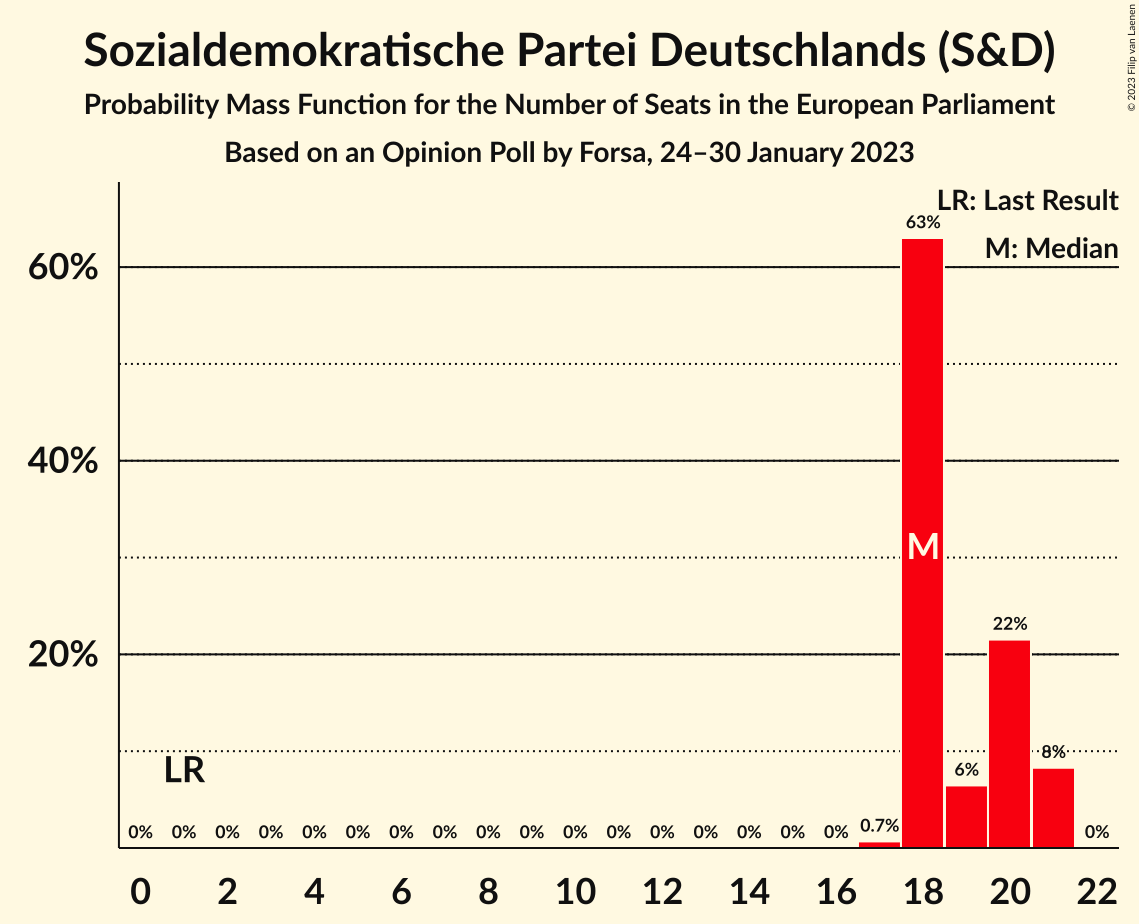 Sozialdemokratische Partei Deutschlands (S&D)
Probability Mass Function for the Number of Seats in the European Parliament
Based on an Opinion Poll by Forsa, 24–30 January 2023
© 2023 Filip van Laenen
LR: Last Result
M: Median
63%
60%
40%
M
22%
20%
8%
LR
6%
0% 0% 0% 0% 0% 0% 0% 0% 0% 0% 0% 0% 0% 0% 0% 0% 0% 0.7% 0%
0 2 4 6 8 10 12 14 16 18 20 22